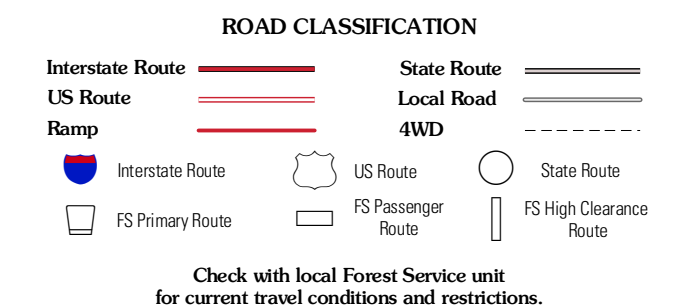 ROAD CLASSIFICATION
Interstate Route
State Route
US Route
Local Road
Ramp
4WD
Interstate Route
US Route
State Route
FS Primary Route
FS Passenger
Route
FS High Clearance
Route
Check with local Forest Service unit
for current travel conditions and restrictions.